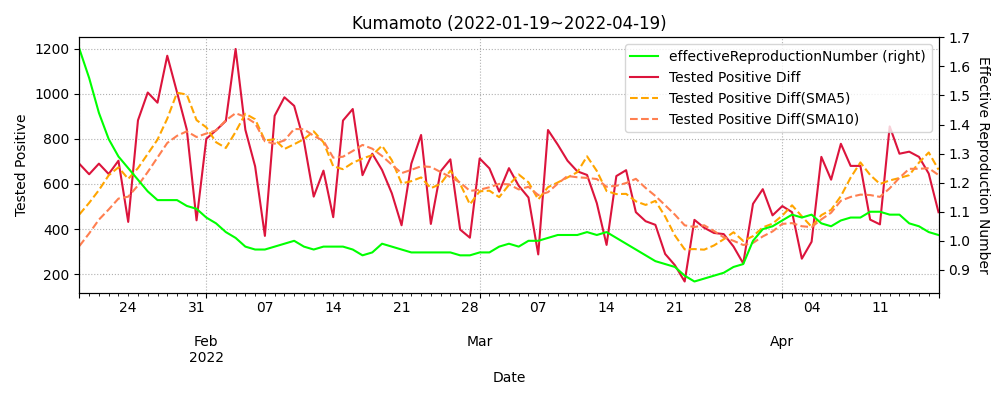 Kumamoto (2022-01-19~2022-04-19)
effectiveReproductionNumber (right)
Tested Positive Diff
Tested Positive Diff(SMA5)
Tested Positive Diff(SMA10)
Tested Positive
1200
1000
800
600
400
200
1.7
1.6
1.5
1.4
1.3
1.2
1.1
1.0
0.9
Effective Reproduction Number
24 31 07 14 21 28 07 14 21 28 04 11
Feb Mar Apr
2022
Date